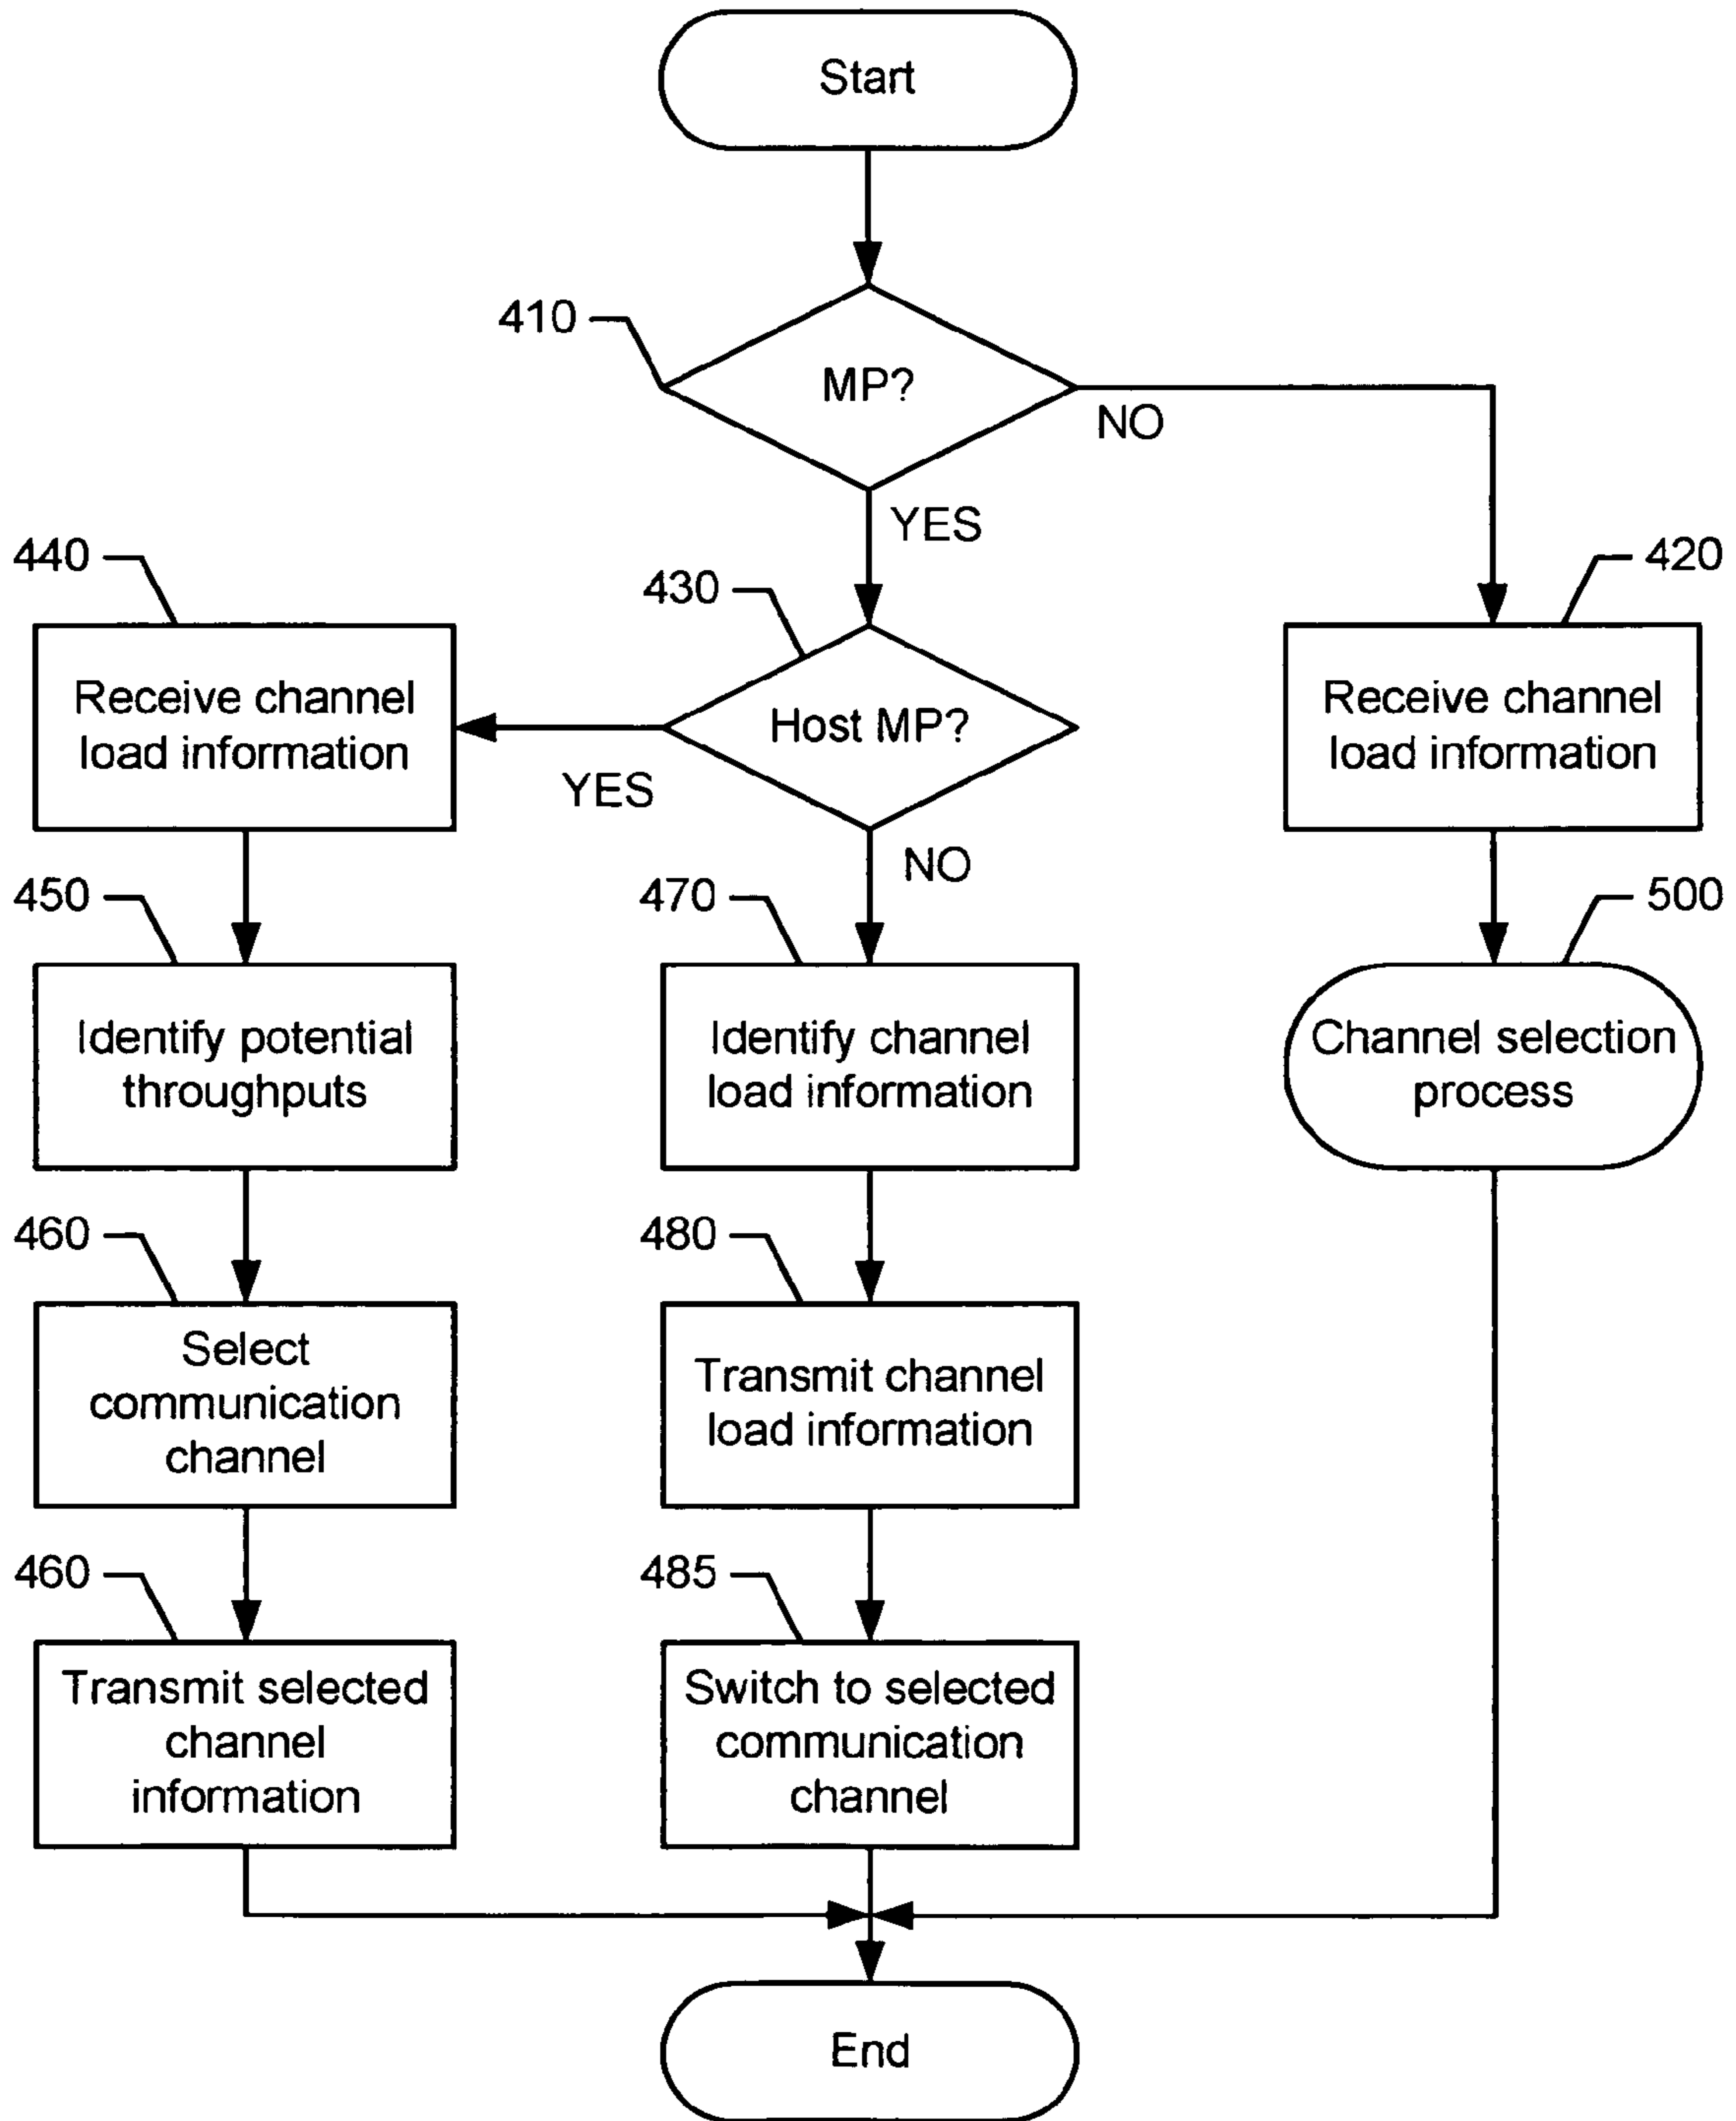 Start
410
MP?
NO
YES
440
430
420
Receive channel
load information
Host MP?
Receive channel
load information
YES
NO
450
470
500
Identify potential
throughputs
Identify channel
load information
Channel selection
process
460
480
Select
communication
channel
Transmit channel
load information
460
485
Transmit selected
channel
information
Switch to selected
communication
channel
End